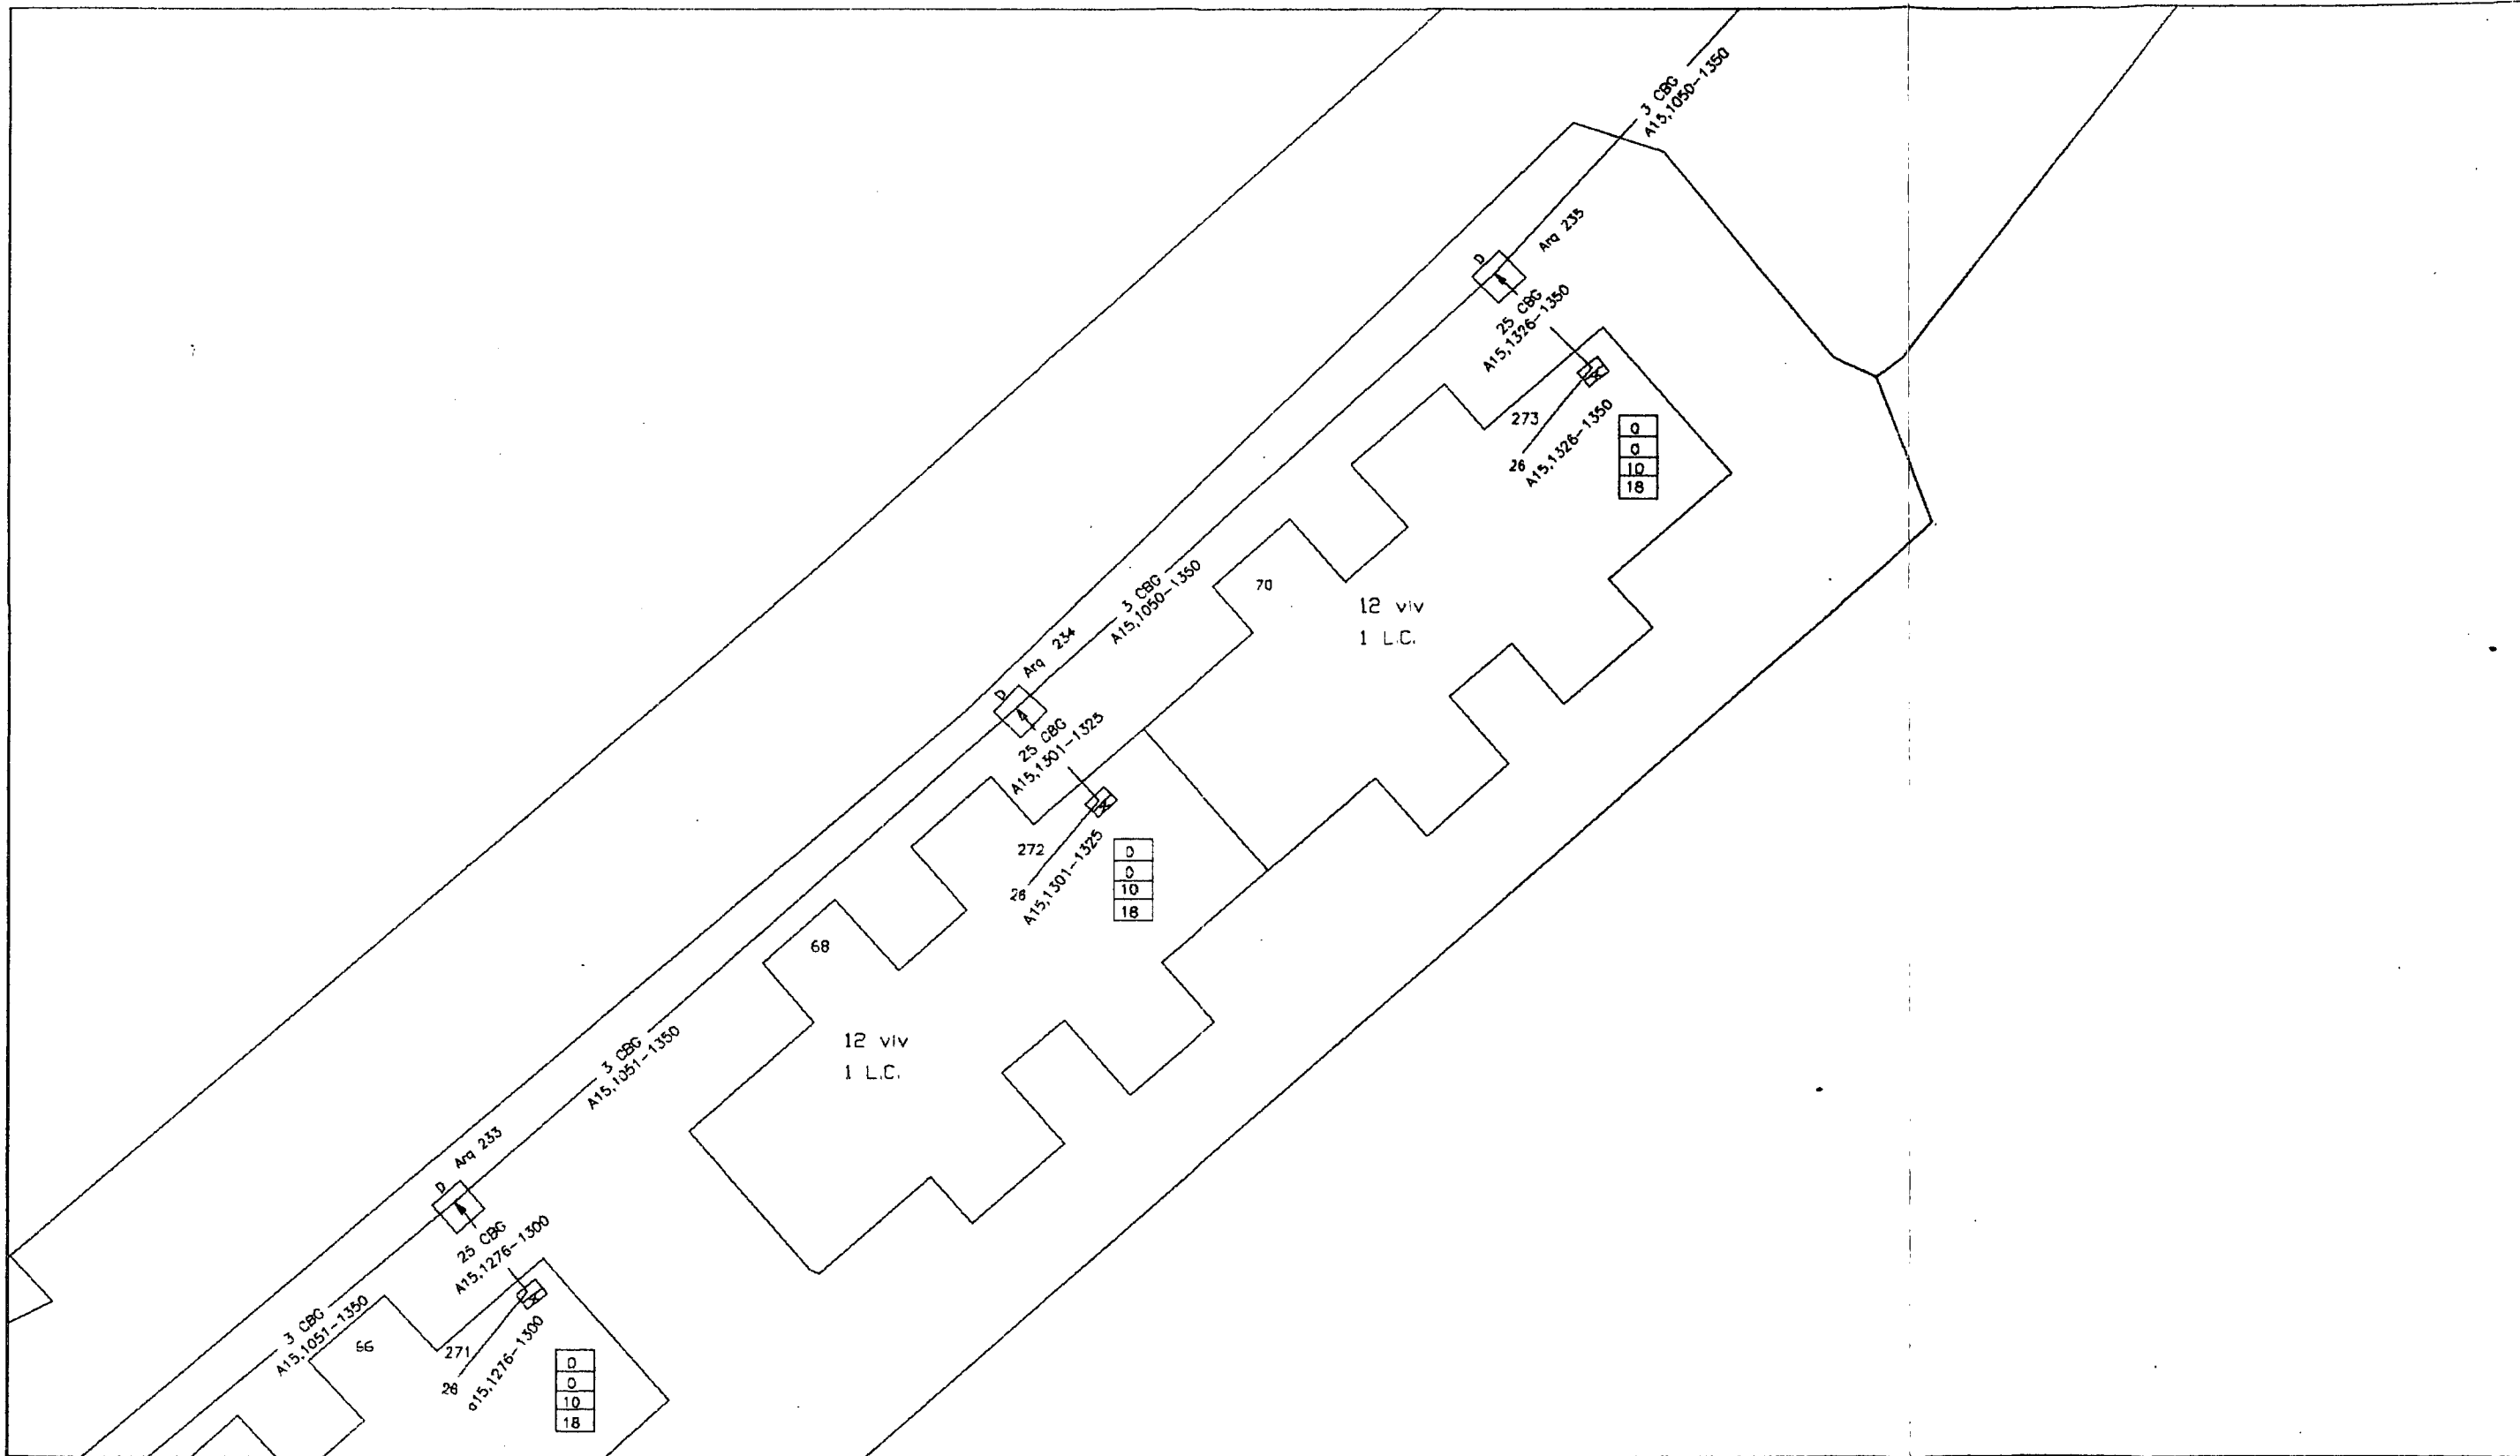 3 CBG
A15,1050-1350
D
Arq 235
25 CBG
A15,1326-1350
273
26
A15,1326-1350
0
0
10
18
70
12 viv
1 L.C.
3 CBG
A15,1050-1350
D
Arq 234
25 CBG
A15,1301-1325
272
26
A15,1301-1325
0
0
10
18
68
12 viv
1 L.C.
3 CBG
A15,1051-1350
D
Arq 233
25 CBG
A15,1276-1300
271
26
a15,1276-1300
0
0
10
18
66
3 CBG
A15,1051-1350